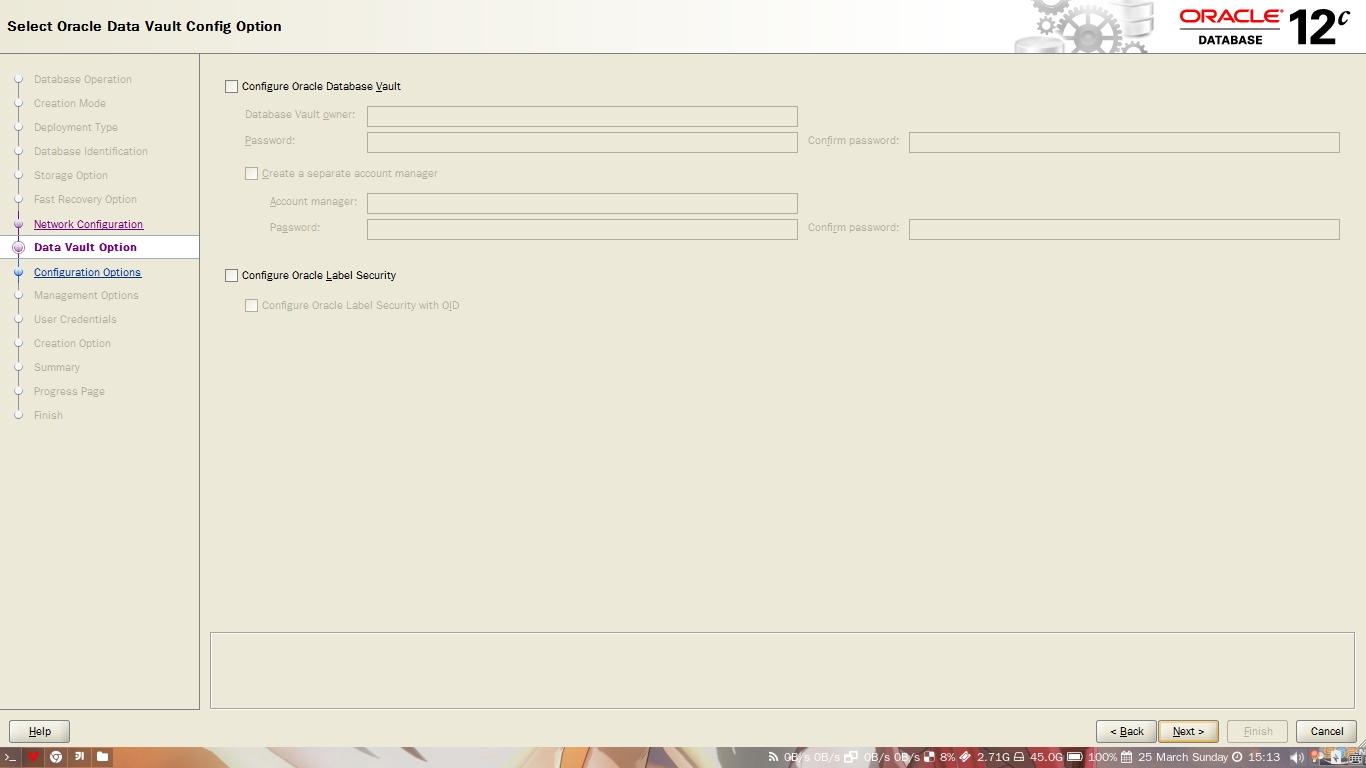 Select Oracle Data Vault Config Option
ORACLE®
DATABASE
12c
Database Operation
Creation Mode
Deployment Type
Database Identification
Storage Option
Fast Recovery Option
Network Configuration
Data Vault Option
Configuration Options
Management Options
User Credentials
Creation Option
Summary
Progress Page
Finish
Configure Oracle Database Vault
Database Vault owner:
Password: Confirm password:
Create a separate account manager
Account manager:
Password: Confirm password:
Configure Oracle Label Security
Configure Oracle Label Security with OID
Help < Back Next > Finish Cancel
0B/s 0B/s 0B/s 0B/s 8% 2.71G 45.0G 100% 25 March Sunday 15:13